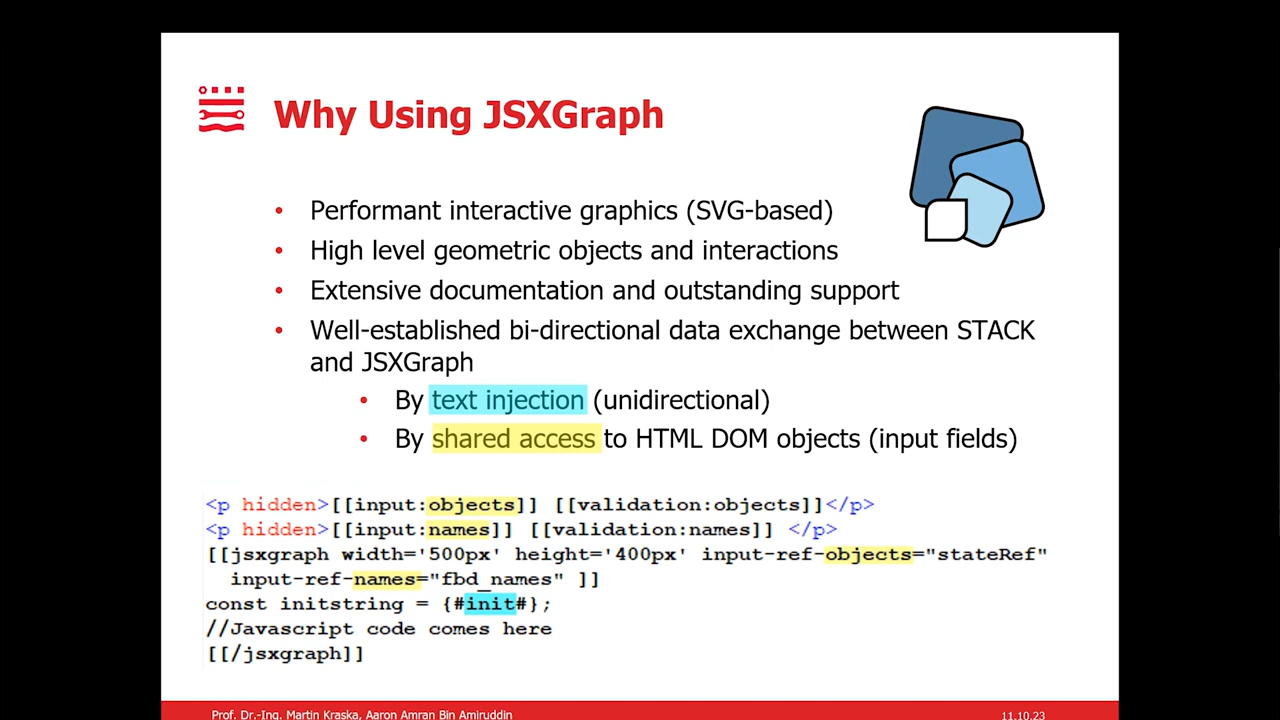 Why Using JSXGraph
• Performant interactive graphics (SVG-based)
• High level geometric objects and interactions
• Extensive documentation and outstanding support
• Well-established bi-directional data exchange between STACK
and JSXGraph
• By text injection (unidirectional)
• By shared access to HTML DOM objects (input fields)
<p hidden>[[input:objects]] [[validation:objects]]</p>
<p hidden>[[input:names]] [[validation:names]] </p>
[[jsxgraph width='500px' height='400px' input-ref-objects="stateRef"
input-ref-names="fbd_names" ]]
const initstring = {#init#};
//Javascript code comes here
[[/jsxgraph]]
Prof. Dr.-Ing. Martin Kraska, Aaron Amran Bin Amiruddin
11.10.23